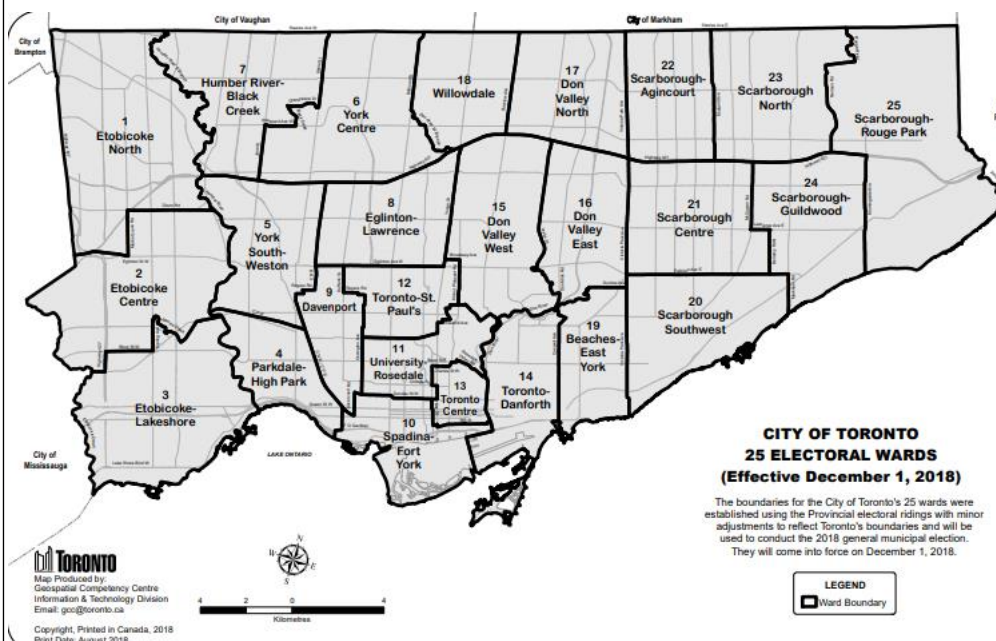 City of Vaughan
City of Markham
City of
Brampton
7
Humber River-
Black
Creek
6
York
Centre
18
Willowdale
17
Don
Valley
North
22
Scarborough-
Agincourt
23
Scarborough
North
25
Scarborough-
Rouge Park
1
Etobicoke
North
5
York
South-
Weston
8
Eglinton-
Lawrence
15
Don
Valley
West
16
Don
Valley
East
21
Scarborough
Centre
24
Scarborough-
Guildwood
2
Etobicoke
Centre
9
Davenport
12
Toronto-St.
Paul's
20
Scarborough
Southwest
19
Beaches-
East
York
4
Parkdale-
High Park
11
University-
Rosedale
13
Toronto
Centre
14
Toronto-
Danforth
3
Etobicoke-
Lakeshore
10
Spadina-
Fort
York
City of
Mississauga
LAKE ONTARIO
CITY OF TORONTO
25 ELECTORAL WARDS
(Effective December 1, 2018)
The boundaries for the City of Toronto's 25 wards were
established using the Provincial electoral ridings with minor
adjustments to reflect Toronto's boundaries and will be
used to conduct the 2018 general municipal election.
They will come into force on December 1, 2018.
LEGEND
Ward Boundary
TORONTO
Map Produced by:
Geospatial Competency Centre
Information & Technology Division
Email: gcc@toronto.ca
Copyright, Printed in Canada, 2018
Print Date: August 2018
N
W
E
S
4 2 0 4
Kilometres